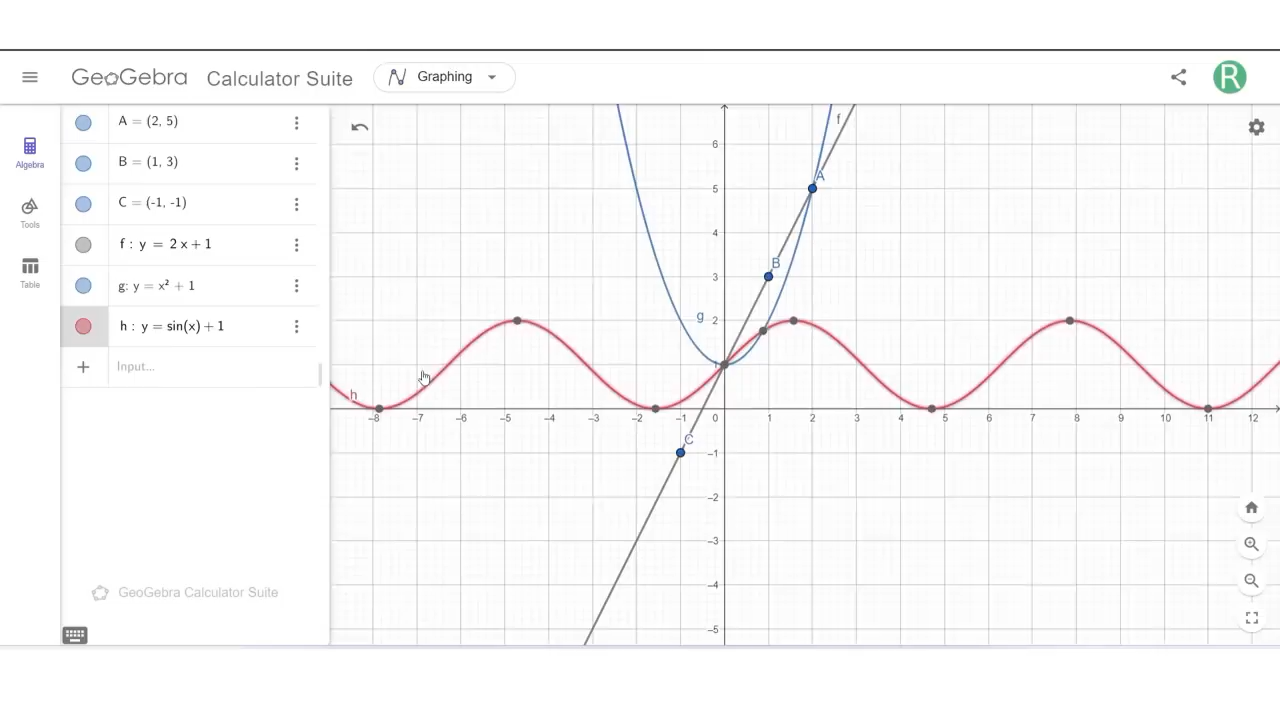 GeoGebra Calculator Suite Graphing R
Algebra
Tools
Table
A = (2, 5)
B = (1, 3)
C = (-1, -1)
f : y = 2 x + 1
g: y = x² + 1
h : y = sin(x) + 1
Input...
GeoGebra Calculator Suite
f
A
B
g
h
C
6
5
4
3
2
1
–8 –7 –6 –5 –4 –3 –2 –1 0 1 2 3 4 5 6 7 8 9 10 11 12
–1
–2
–3
–4
–5